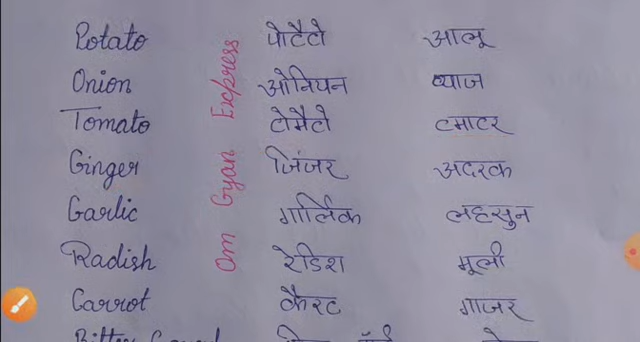 Potato पोटैटो आलू
Onion ओनियन प्याज
Tomato टोमैटो टमाटर
Ginger जिंजर अदरक
Garlic गार्लिक लहसुन
Radish रेडिश मूली
Carrot कैरट गाजर
Om Gyan Express